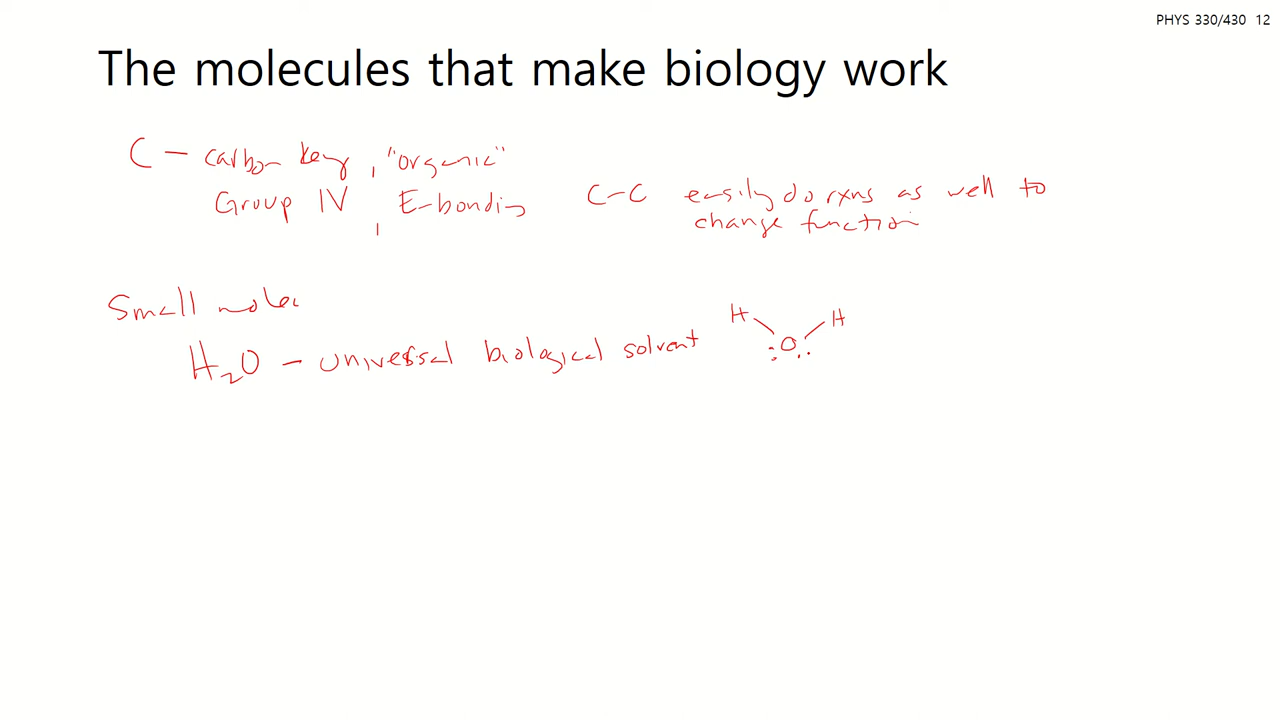 PHYS 330/430 12
The molecules that make biology work
C – carbon key, "organic"
Group IV, E-bonding
C-C easily do rxns as well to
change function
Small molec
H₂O – universal biological solvent
H H
:O: